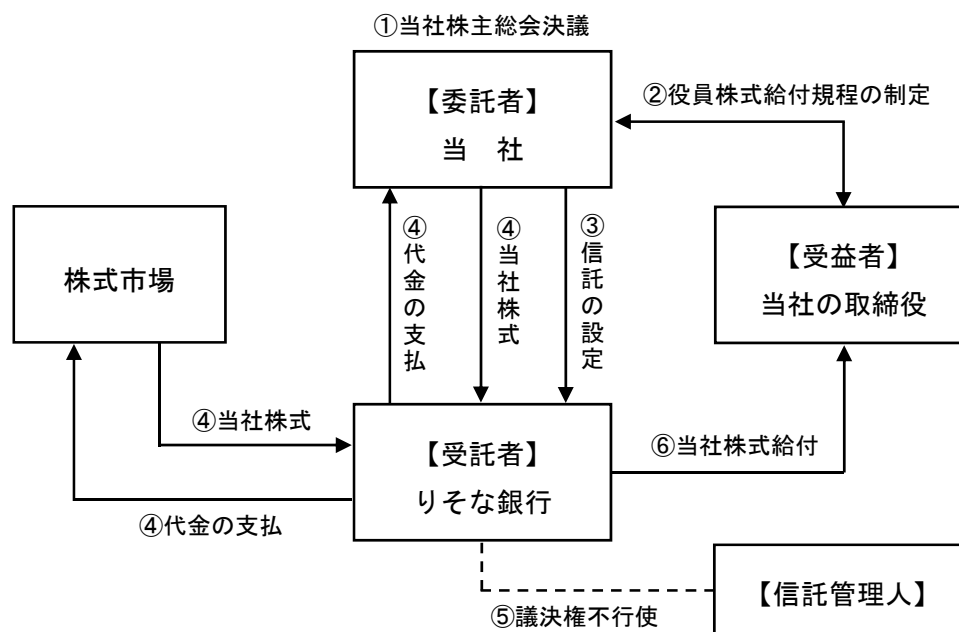 ①当社株主総会決議
【委託者】
当　社
②役員株式給付規程の制定
株式市場
④代金の支払
④当社株式
③信託の設定
【受益者】
当社の取締役
④当社株式
【受託者】
りそな銀行
⑥当社株式給付
④代金の支払
⑤議決権不行使
【信託管理人】